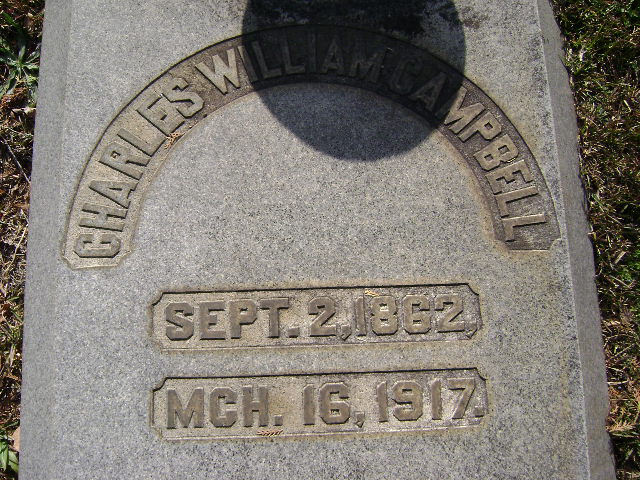 CHARLES WILLIAM CAMPBELL
SEPT. 2, 1862.
MCH. 16, 1917.